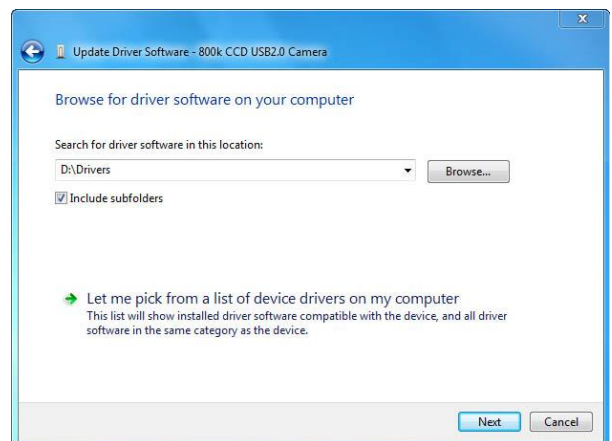 Update Driver Software - 800k CCD USB2.0 Camera
Browse for driver software on your computer
Search for driver software in this location:
D:\Drivers
Browse...
Include subfolders
Let me pick from a list of device drivers on my computer
This list will show installed driver software compatible with the device, and all driver
software in the same category as the device.
Next Cancel